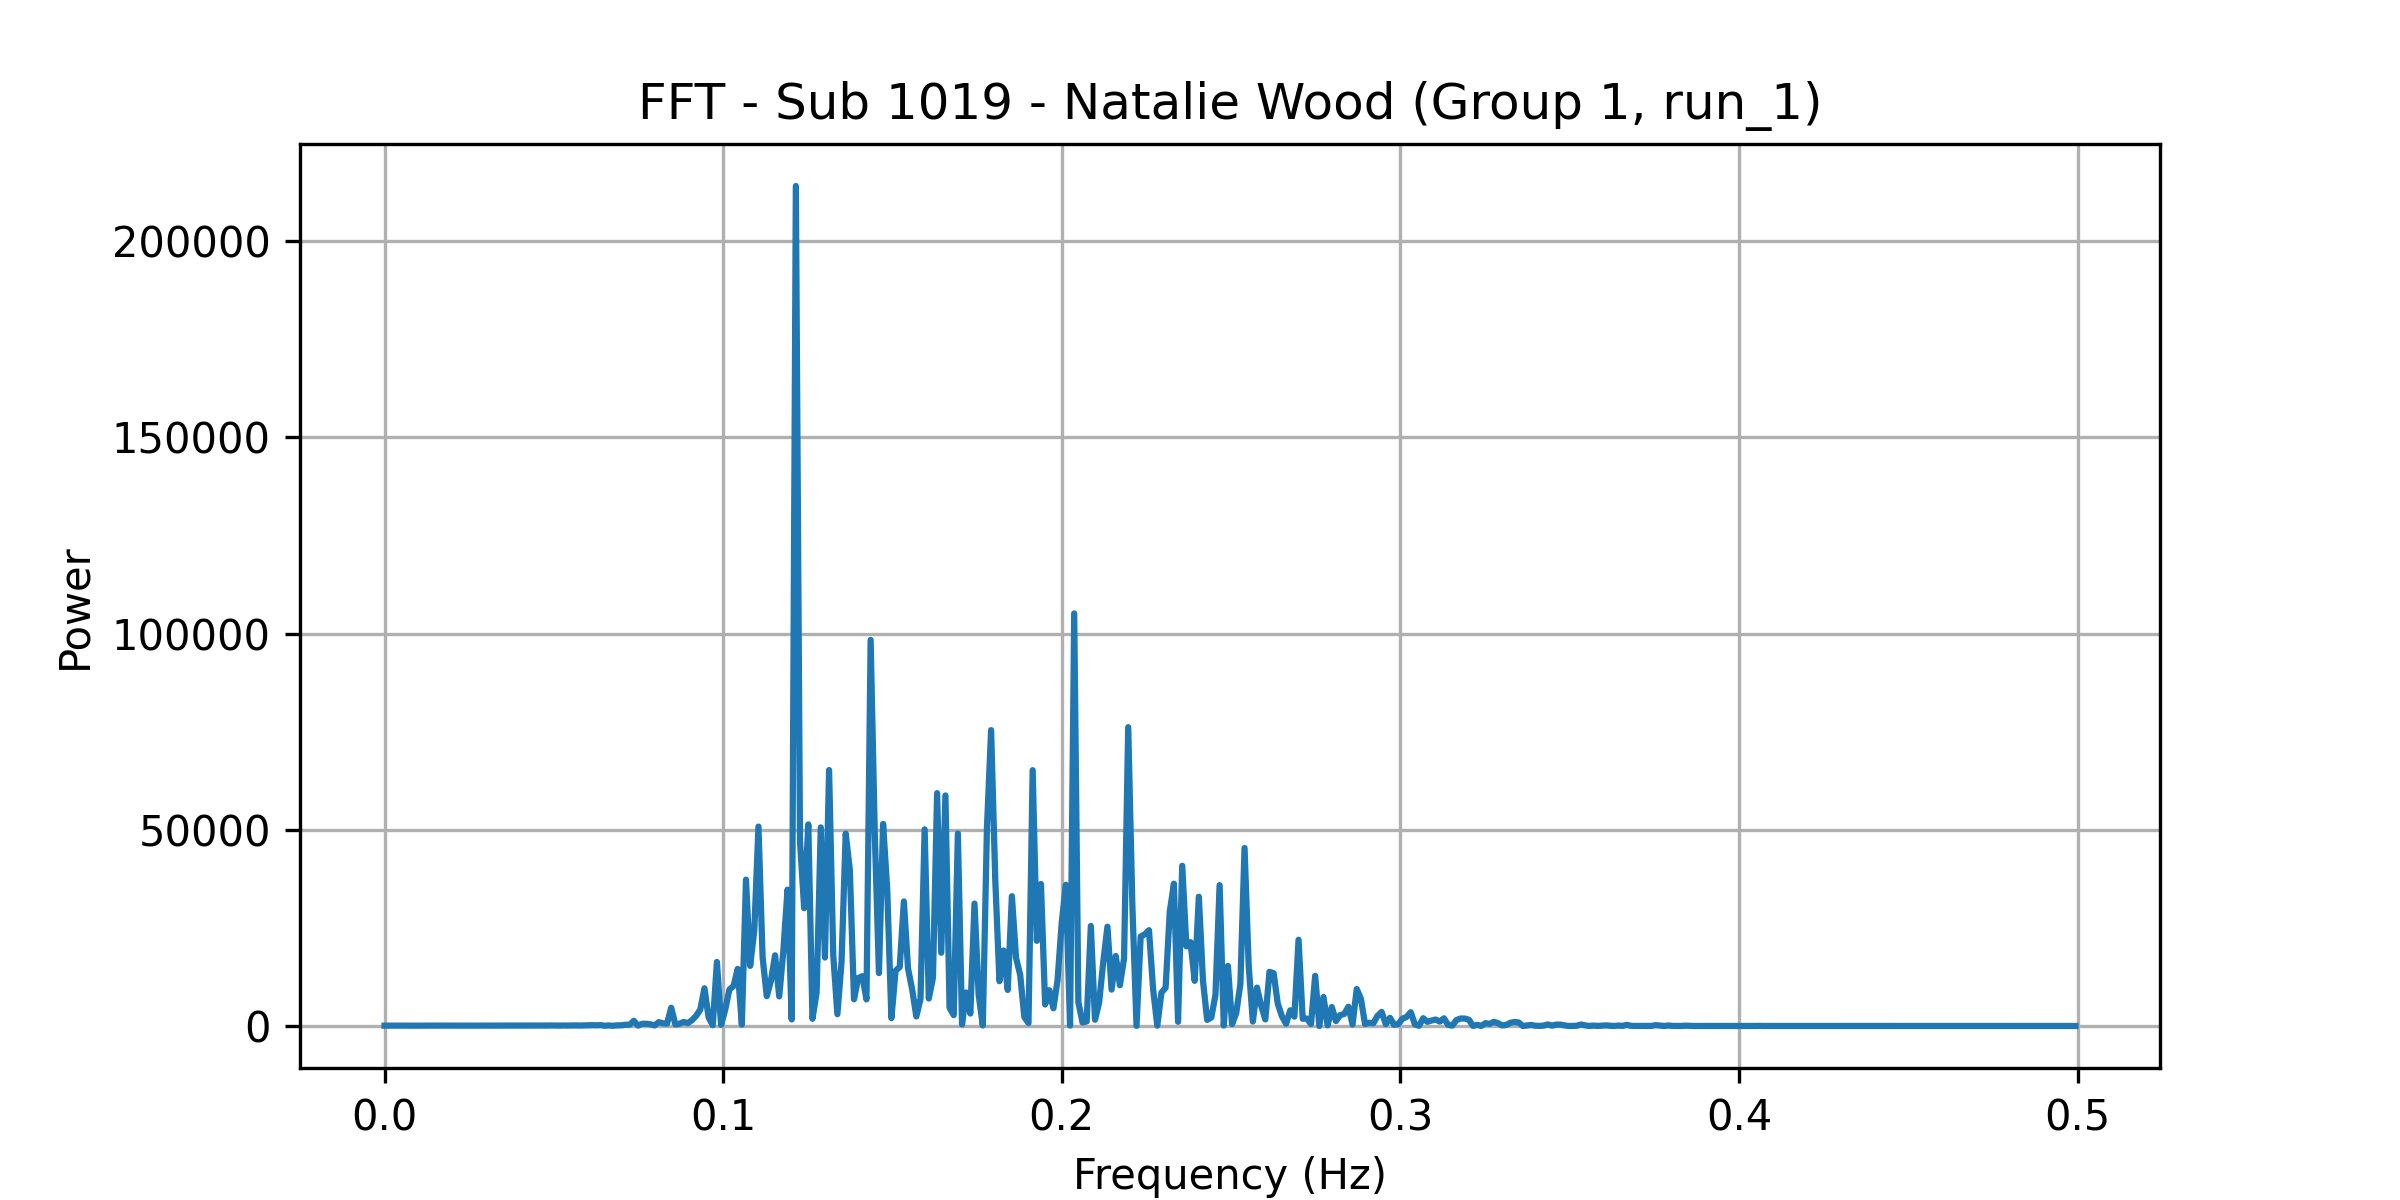 FFT - Sub 1019 - Natalie Wood (Group 1, run_1)
200000
150000
100000
50000
0
Power
0.0 0.1 0.2 0.3 0.4 0.5
Frequency (Hz)